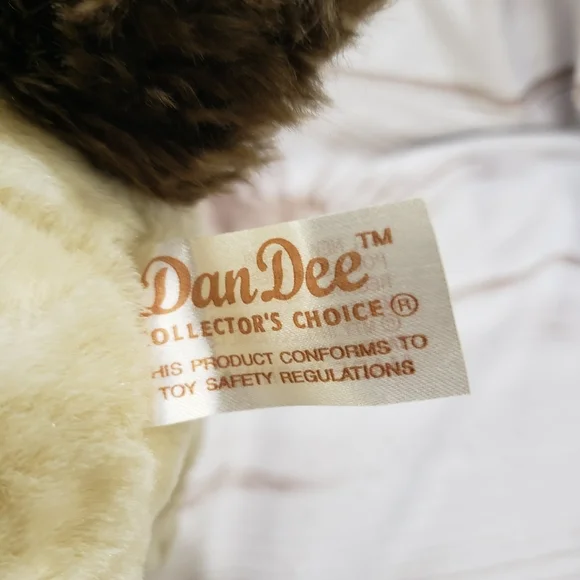 DanDee™
COLLECTOR'S CHOICE®
THIS PRODUCT CONFORMS TO
TOY SAFETY REGULATIONS